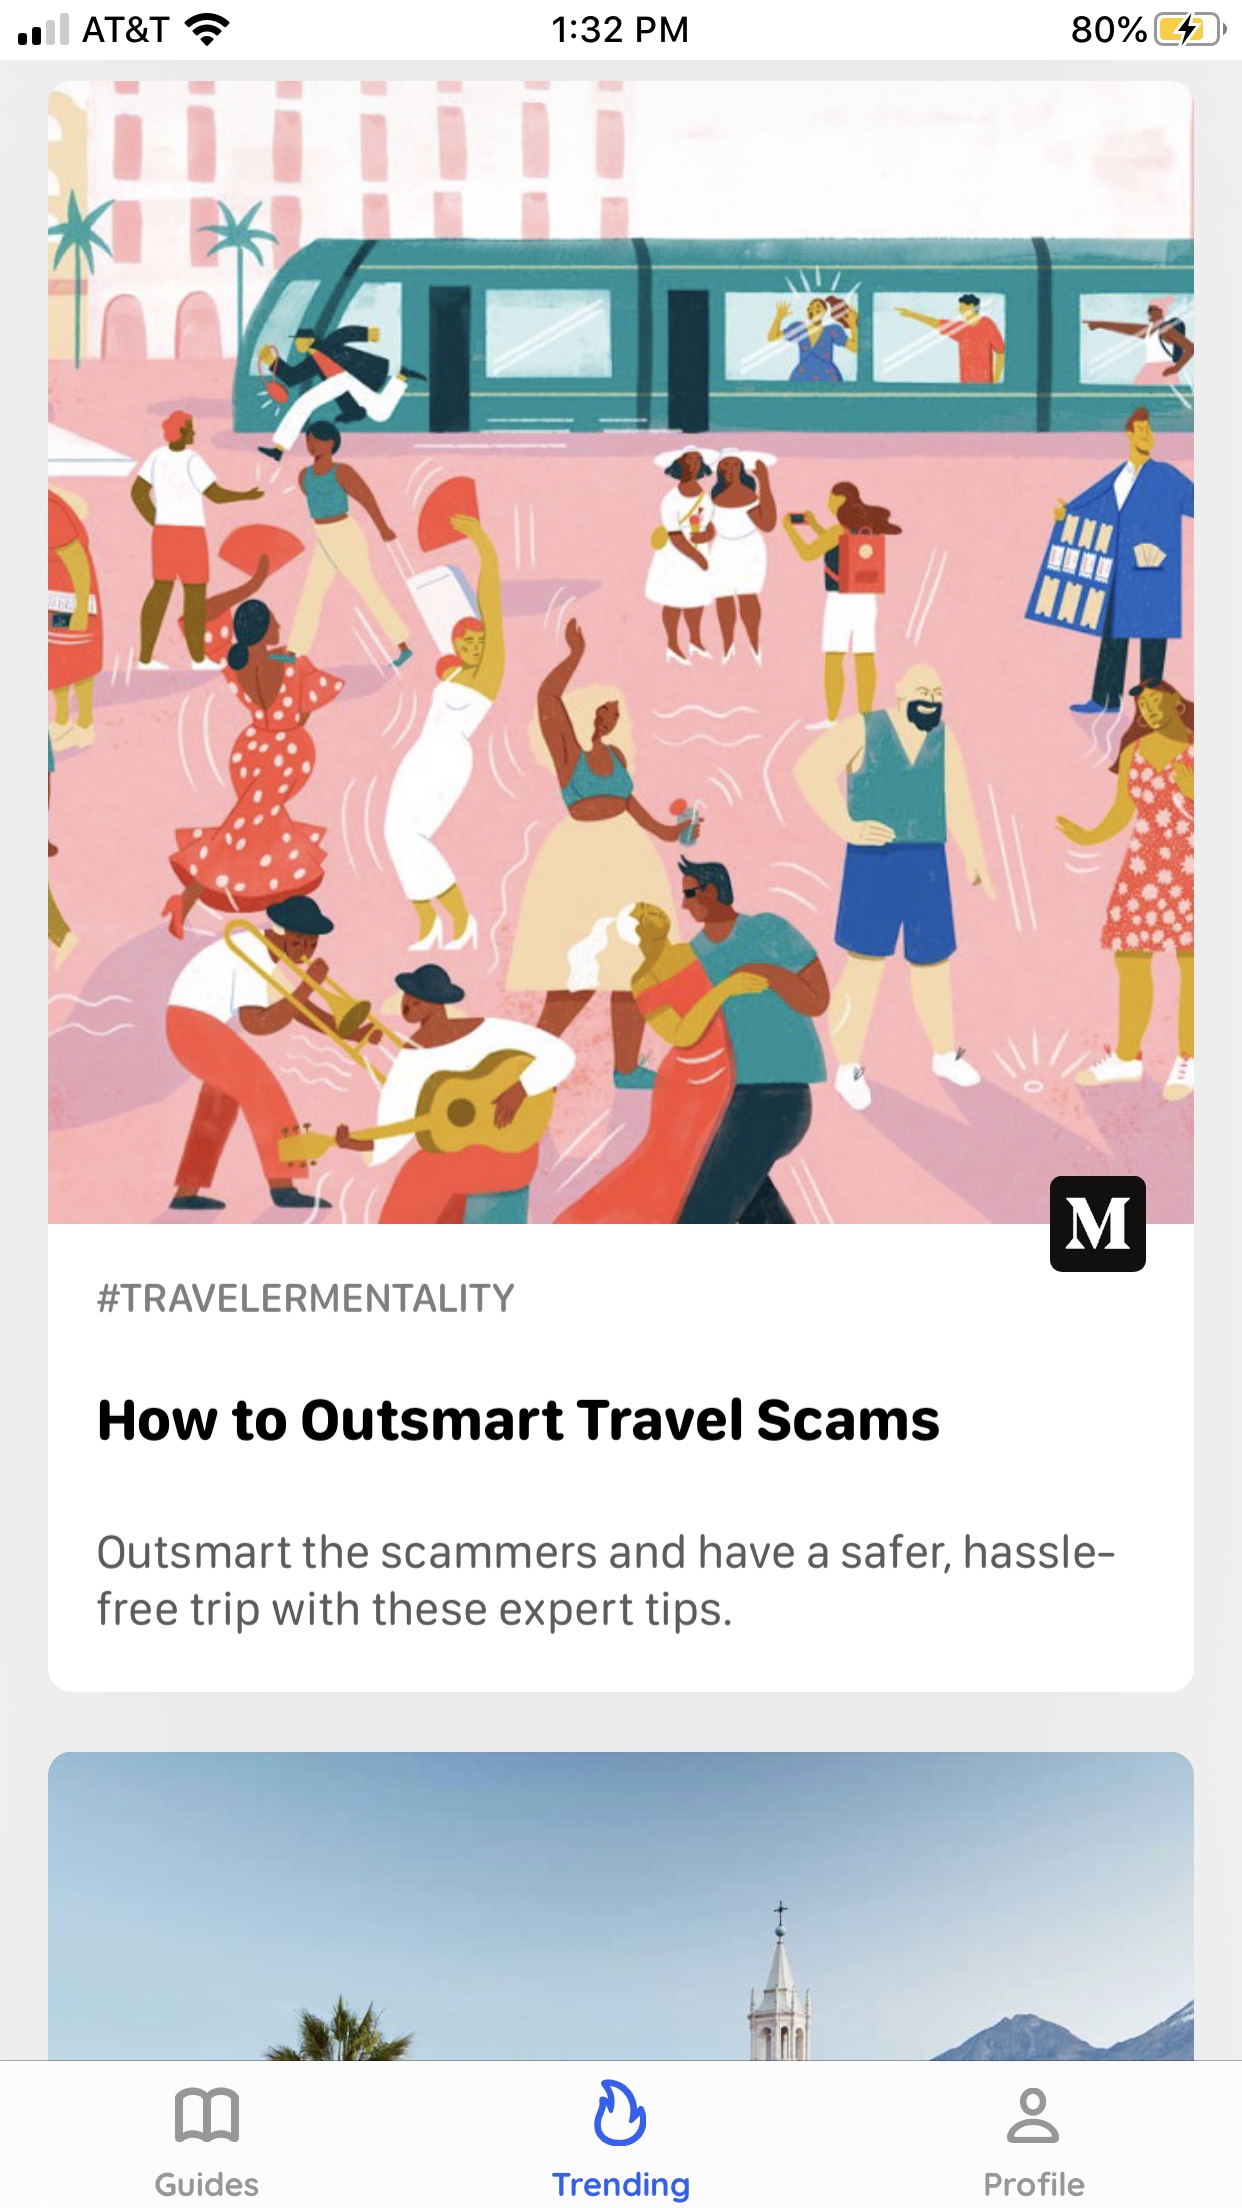 AT&T
1:32 PM
80%
M
#TRAVELERMENTALITY
How to Outsmart Travel Scams
Outsmart the scammers and have a safer, hassle-
free trip with these expert tips.
Guides
Trending
Profile